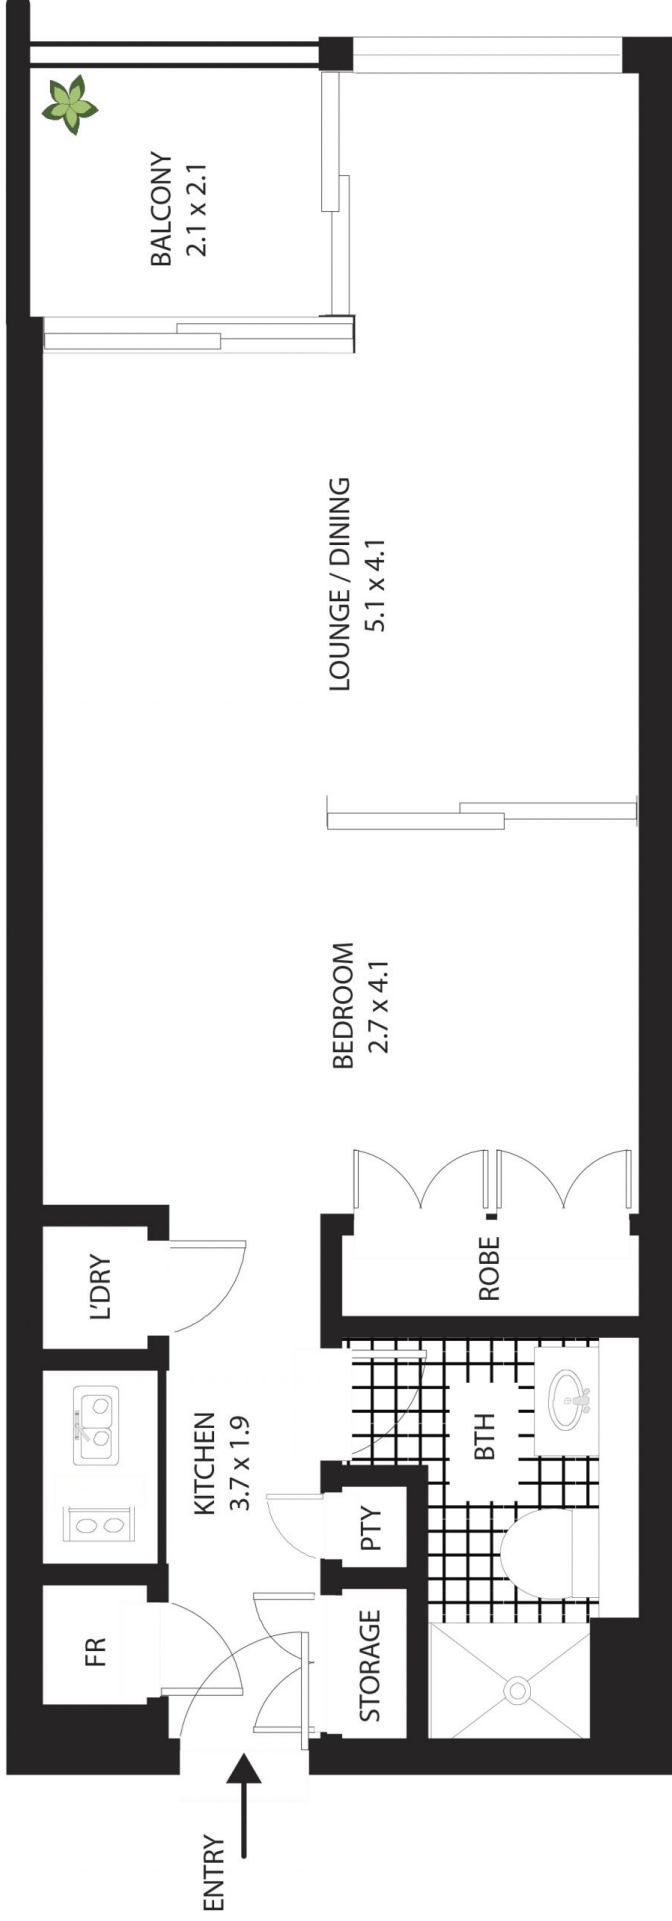 BALCONY
2.1 x 2.1
LOUNGE / DINING
5.1 x 4.1
BEDROOM
2.7 x 4.1
L'DRY
ROBE
KITCHEN
3.7 x 1.9
BTH
PTY
FR
STORAGE
ENTRY